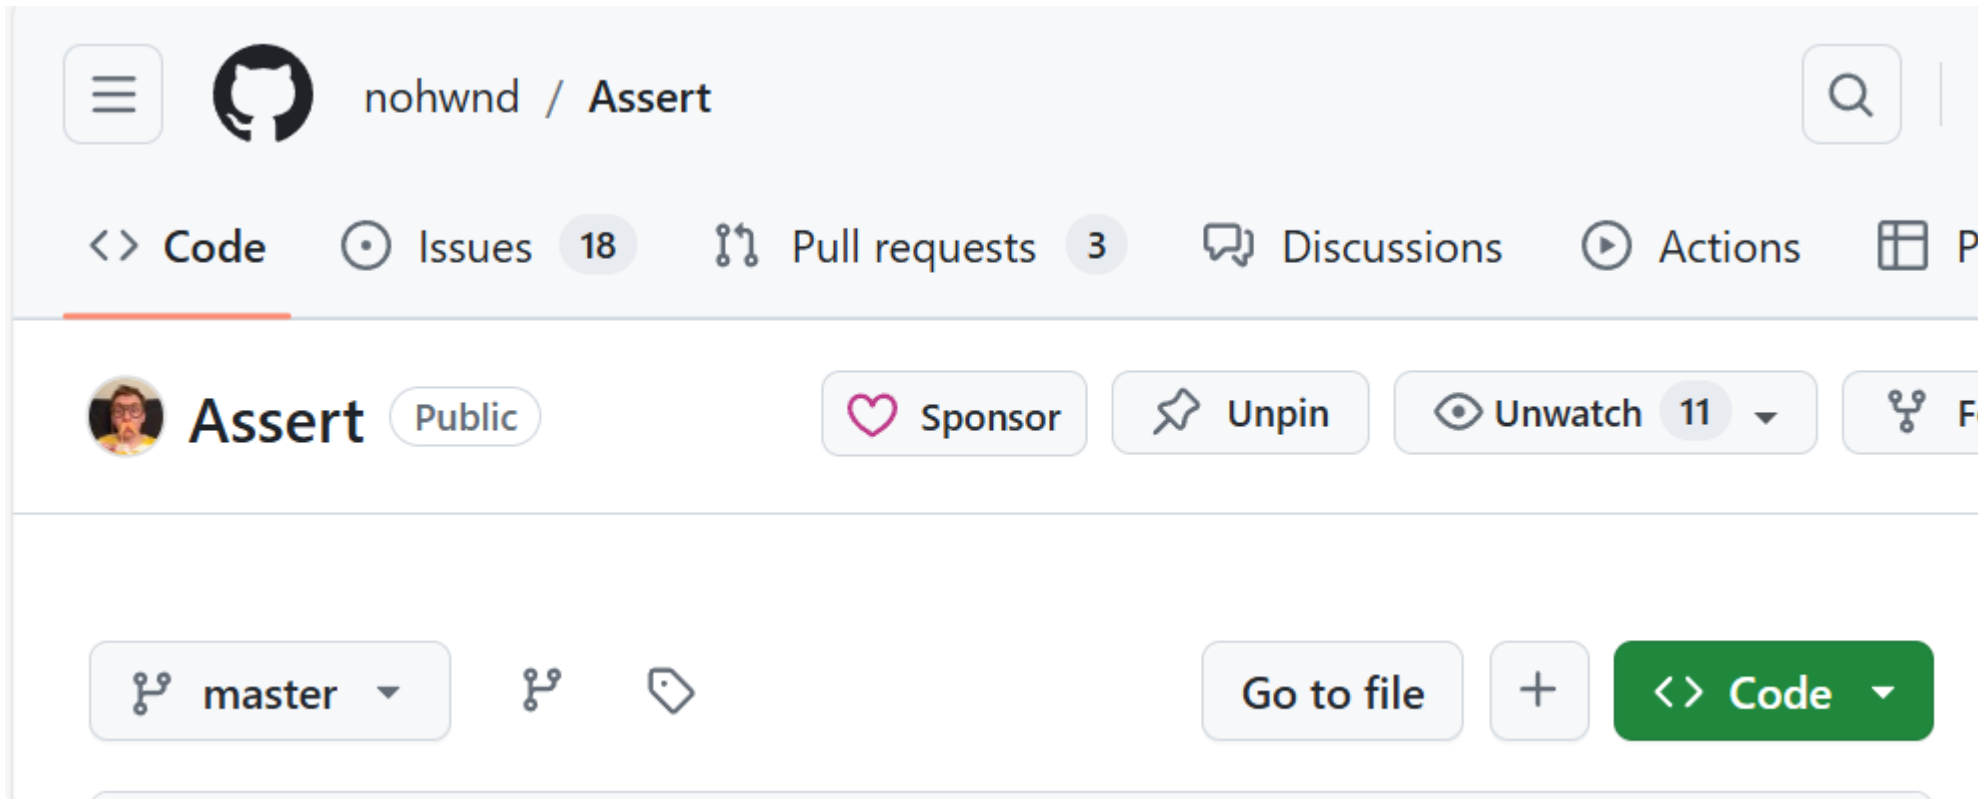 nohwnd / Assert
Code Issues 18 Pull requests 3 Discussions Actions
Assert Public Sponsor Unpin Unwatch 11
master Go to file + Code